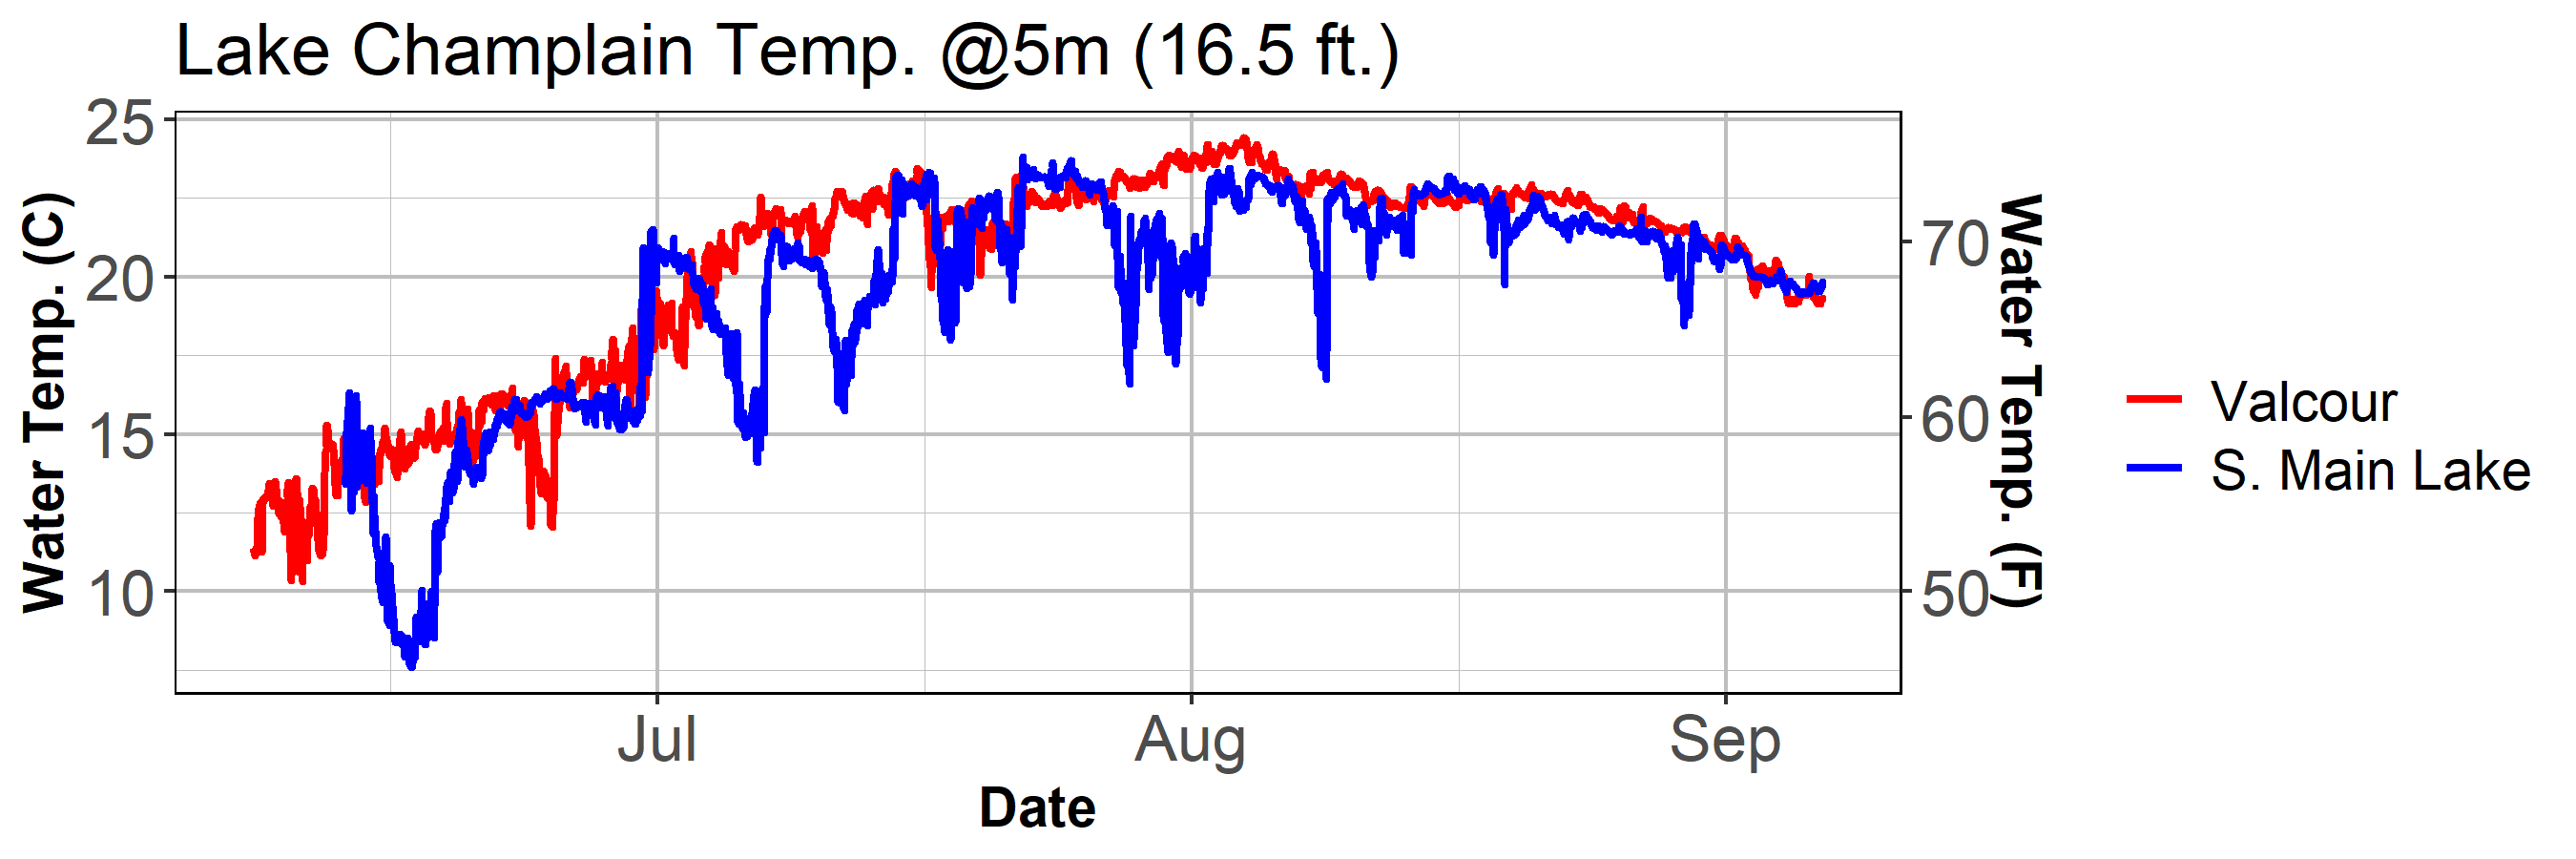 Lake Champlain Temp. @5m (16.5 ft.)
25
20
15
10
Water Temp. (C)
70
60
50
Water Temp. (F)
Jul
Aug
Sep
Date
Valcour
S. Main Lake